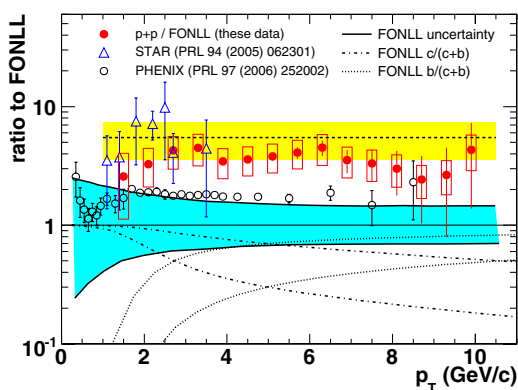 p+p / FONLL (these data)
STAR (PRL 94 (2005) 062301)
PHENIX (PRL 97 (2006) 252002)
FONLL uncertainty
FONLL c/(c+b)
FONLL b/(c+b)
ratio to FONLL
10
1
10-1
0 2 4 6 8 10
pT (GeV/c)